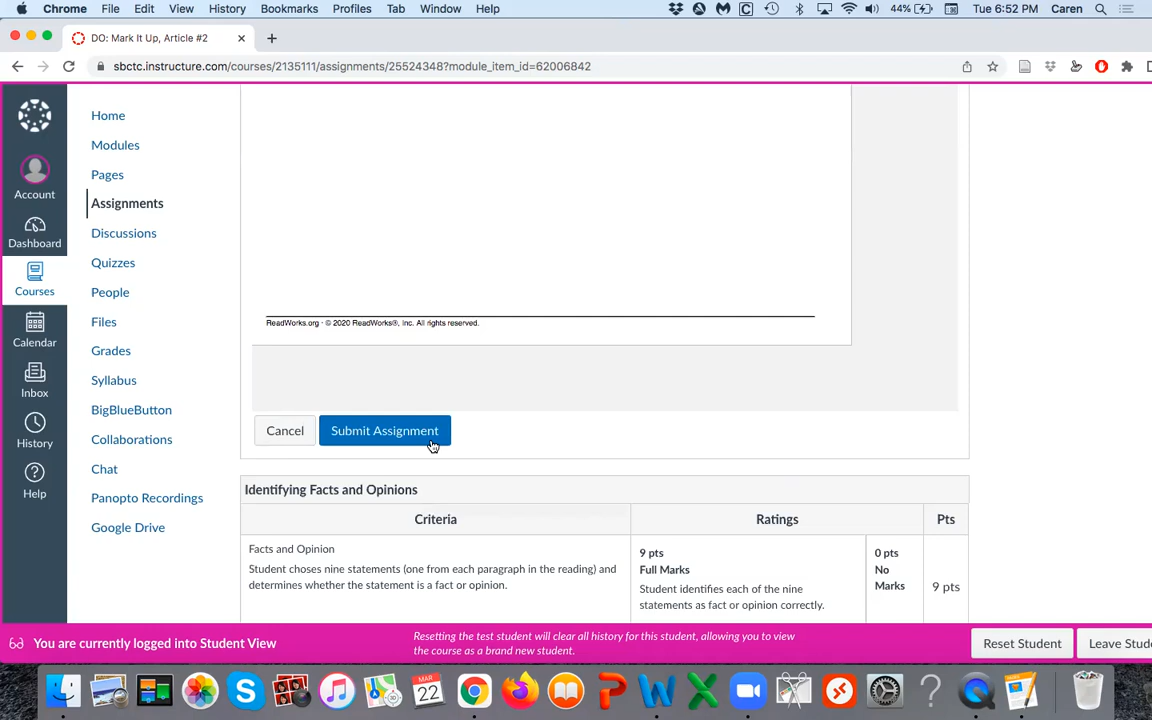 Chrome File Edit View History Bookmarks Profiles Tab Window Help 44% Tue 6:52 PM Caren
DO: Mark It Up, Article #2
sbctc.instructure.com/courses/2135111/assignments/25524348?module_item_id=62006842
Home
Modules
Account
Pages
Assignments
Dashboard
Discussions
Quizzes
Courses
People
Files
Calendar
Grades
Syllabus
Inbox
BigBlueButton
Collaborations
History
Chat
Panopto Recordings
Help
Google Drive
ReadWorks.org · © 2020 ReadWorks®, Inc. All rights reserved.
Cancel Submit Assignment
Identifying Facts and Opinions
Criteria Ratings Pts
Facts and Opinion
Student choses nine statements (one from each paragraph in the reading) and
determines whether the statement is a fact or opinion.
9 pts
Full Marks
Student identifies each of the nine
statements as fact or opinion correctly.
0 pts
No
Marks
9 pts
You are currently logged into Student View
Resetting the test student will clear all history for this student, allowing you to view
the course as a brand new student.
Reset Student Leave Stude
MAR
22